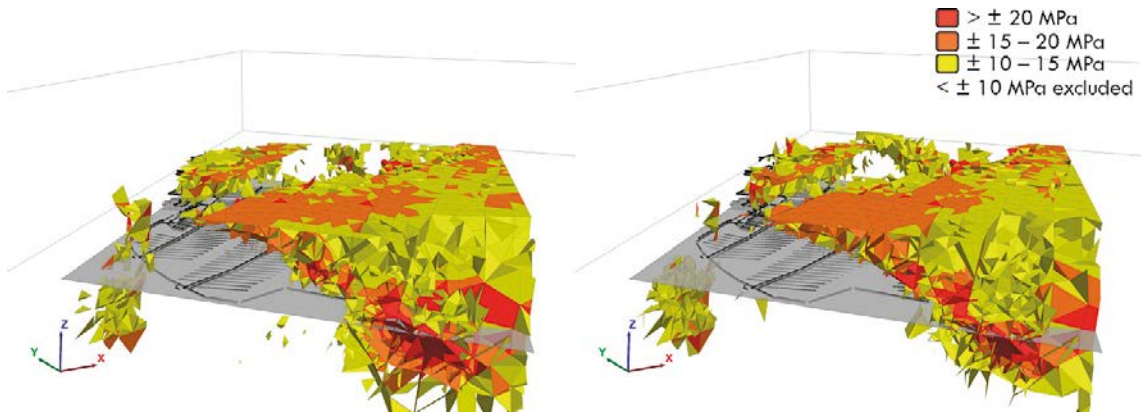 > ± 20 MPa
± 15 – 20 MPa
± 10 – 15 MPa
< ± 10 MPa excluded
Z
Y
X
Z
Y
X